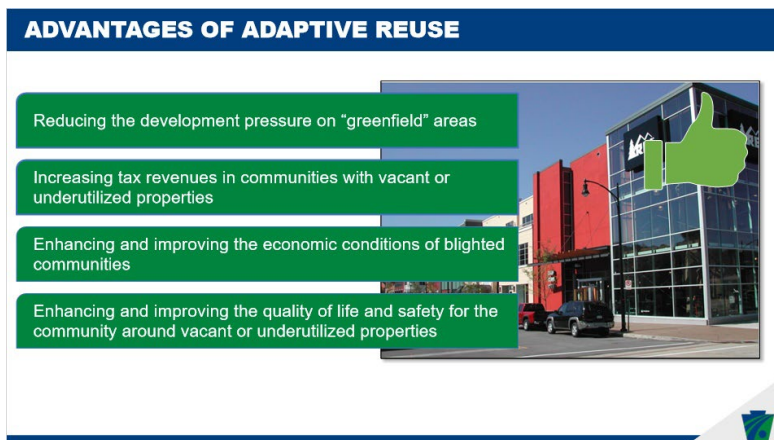 ADVANTAGES OF ADAPTIVE REUSE
Reducing the development pressure on “greenfield” areas
Increasing tax revenues in communities with vacant or
underutilized properties
Enhancing and improving the economic conditions of blighted
communities
Enhancing and improving the quality of life and safety for the
community around vacant or underutilized properties